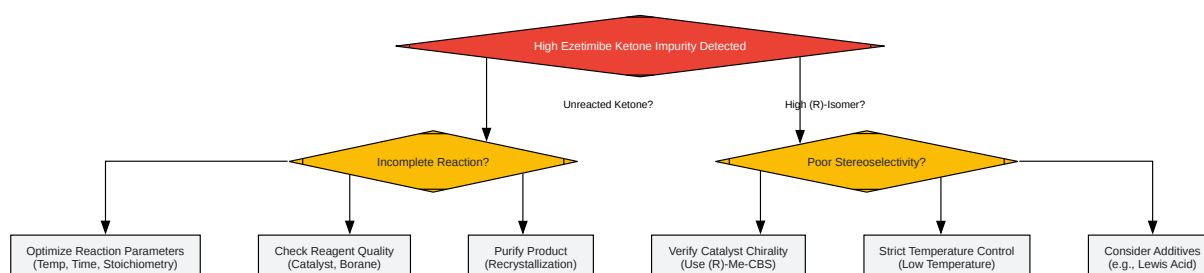 High Ezetimibe Ketone Impurity Detected
Unreacted Ketone?
High (R)-Isomer?
Incomplete Reaction?
Poor Stereoselectivity?
Optimize Reaction Parameters
(Temp, Time, Stoichiometry)
Check Reagent Quality
(Catalyst, Borane)
Purify Product
(Recrystallization)
Verify Catalyst Chirality
(Use (R)-Me-CBS)
Strict Temperature Control
(Low Temperature)
Consider Additives
(e.g., Lewis Acid)